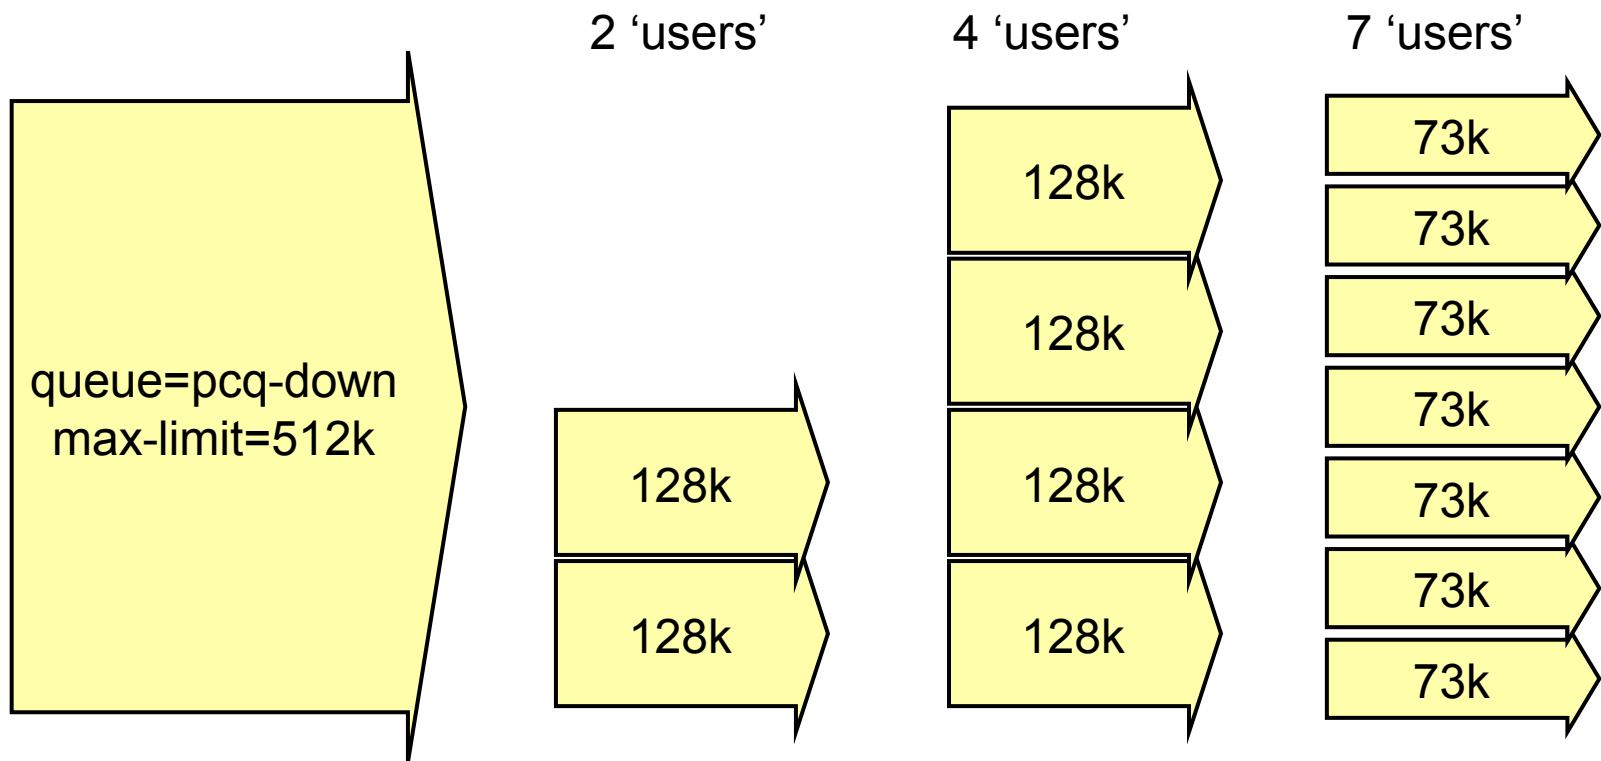 queue=pcq-down
max-limit=512k
2 ‘users’
128k
128k
4 ‘users’
128k
128k
128k
128k
7 ‘users’
73k
73k
73k
73k
73k
73k
73k